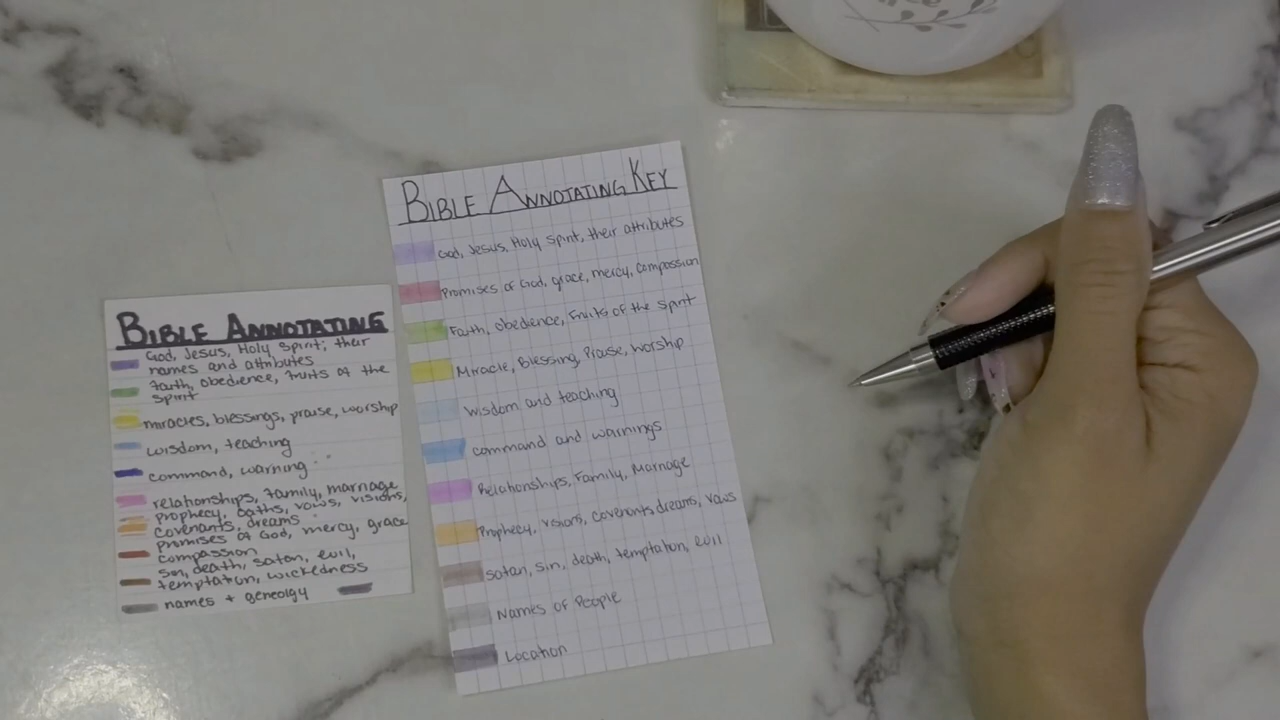 BIBLE ANNOTATING
God, Jesus, Holy Spirit; their
names and attributes
faith, obedience, fruits of the
Spirit
miracles, blessings, praise, worship
wisdom, teaching
command, warning
relationships, family, marriage
prophecy, oaths, vows, visions,
covenants, dreams
promises of God, mercy, grace
compassion
sin, death, satan, evil,
temptation, wickedness
names + geneolgy
BIBLE ANNOTATING KEY
God, Jesus, Holy Spirit, their attributes
Promises of God, grace, mercy, compassion
Faith, obedience, Fruits of the Spirit
Miracle, Blessing, Praise, worship
Wisdom and teaching
command and warnings
Relationships, Family, Marriage
Prophecy, visions, covenants, dreams, vows
Satan, sin, death, temptation, evil
Names of People
Location